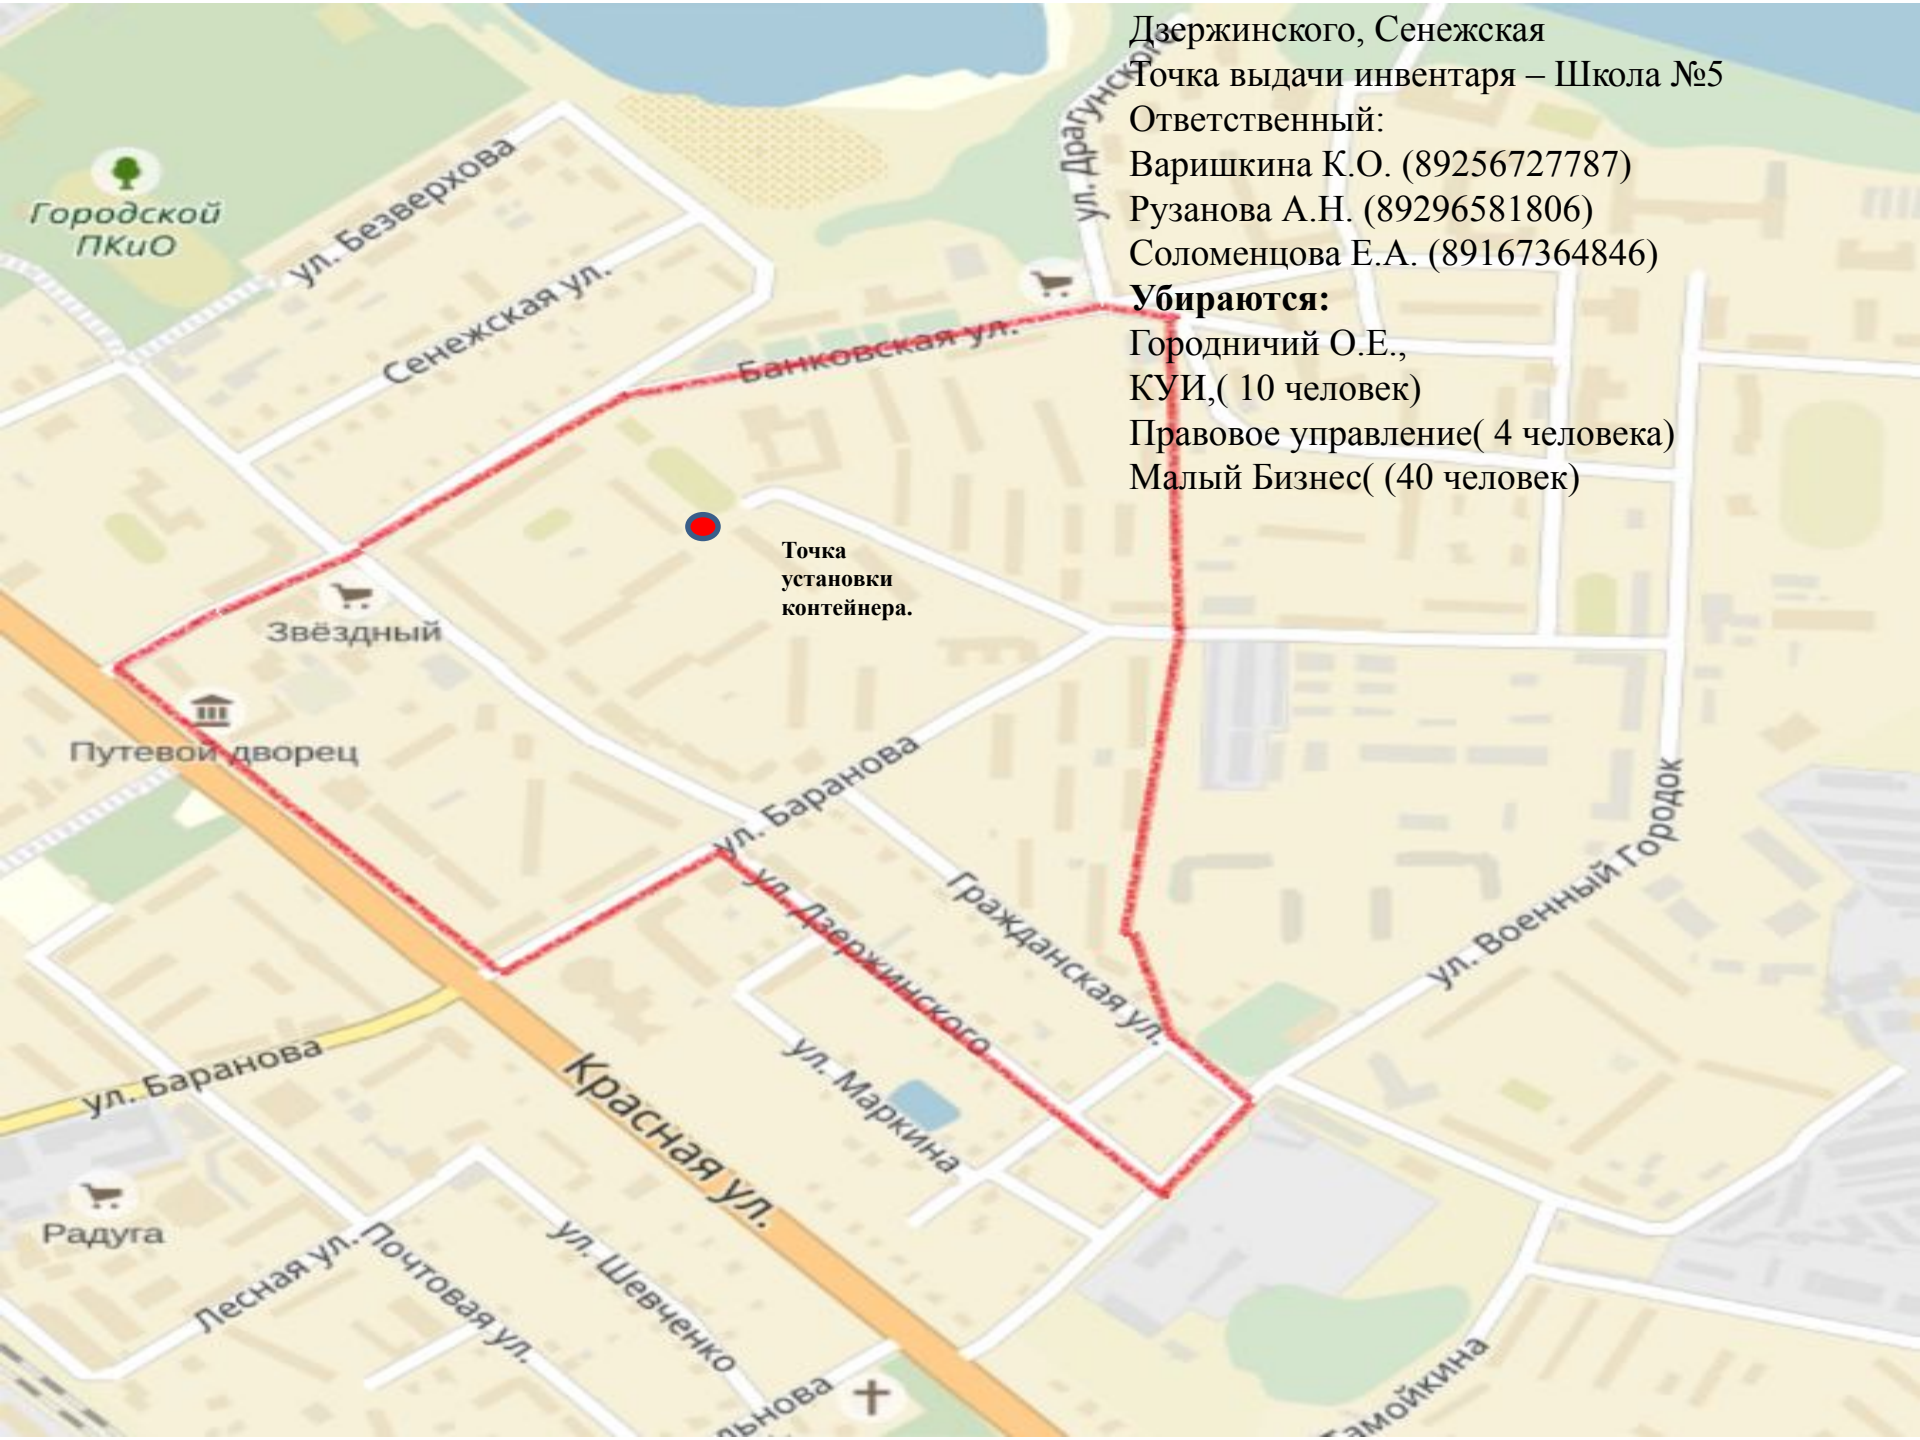 Дзержинского, Сенежская
Точка выдачи инвентаря – Школа №5
Ответственный:
Варишкина К.О. (89256727787)
Рузанова А.Н. (89296581806)
Соломенцова Е.А. (89167364846)
Убираются:
Городничий О.Е.,
КУИ,( 10 человек)
Правовое управление( 4 человека)
Малый Бизнес( (40 человек)
ул. Драгунского
Городской
ПКиО
ул. Безверхова
Сенежская ул.
Банковская ул.
Точка
установки
контейнера.
Звёздный
Путевой дворец
ул. Баранова
ул. Дзержинского
Гражданская ул.
ул. Военный Городок
ул. Маркина
ул. Баранова
Красная ул.
Радуга
Лесная ул.
Почтовая ул.
ул. Шевченко
льнова
Тамойкина